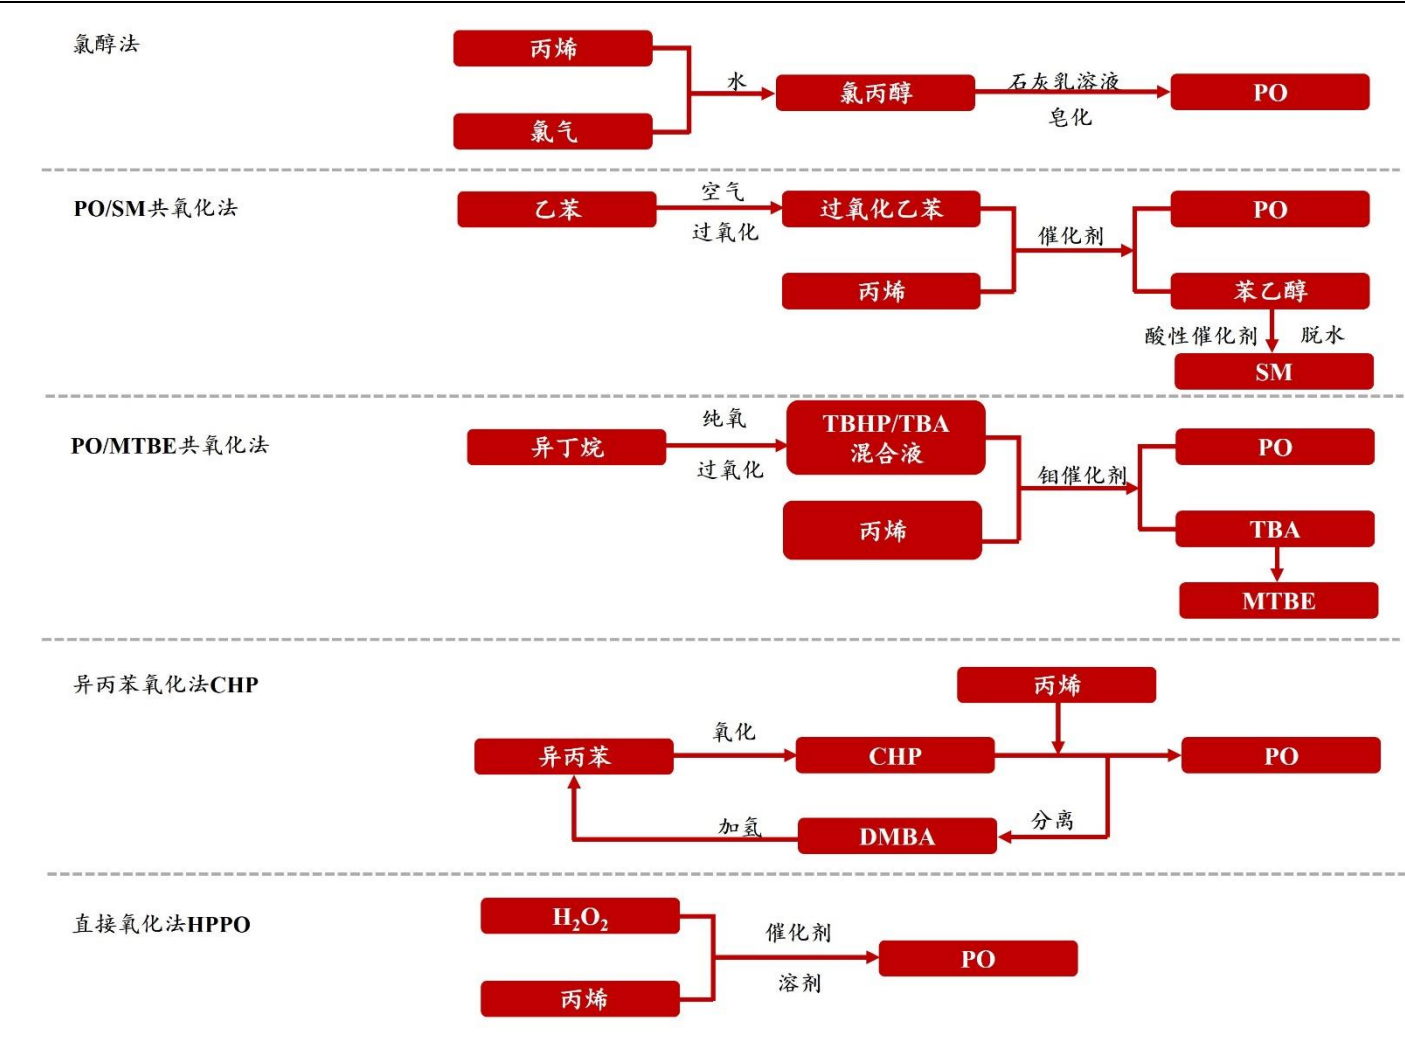 氯醇法
丙烯
氯气
水
氯丙醇
石灰乳溶液
皂化
PO
PO/SM共氧化法
乙苯
空气
过氧化
过氧化乙苯
丙烯
催化剂
PO
苯乙醇
酸性催化剂
脱水
SM
PO/MTBE共氧化法
异丁烷
纯氧
过氧化
TBHP/TBA
混合液
丙烯
钼催化剂
PO
TBA
MTBE
异丙苯氧化法CHP
丙烯
异丙苯
氧化
CHP
PO
加氢
DMBA
分离
直接氧化法HPPO
H₂O₂
丙烯
催化剂
溶剂
PO